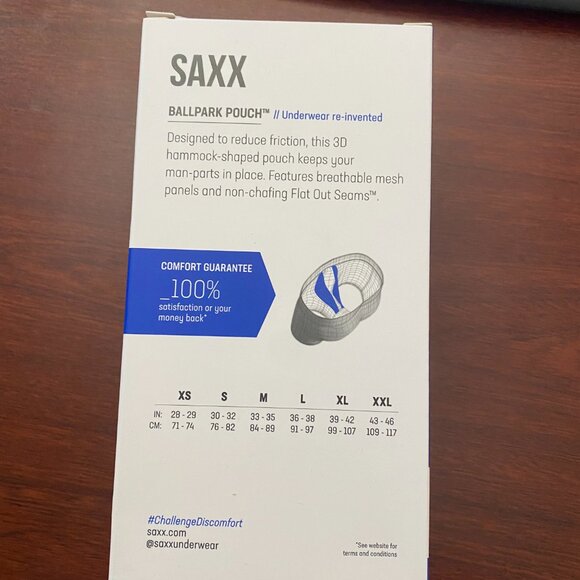 SAXX
BALLPARK POUCH™ // Underwear re-invented
Designed to reduce friction, this 3D
hammock-shaped pouch keeps your
man-parts in place. Features breathable mesh
panels and non-chafing Flat Out Seams™.
COMFORT GUARANTEE
_100%
satisfaction or your
money back*
XS S M L XL XXL
IN: 28 - 29 30 - 32 33 - 35 36 - 38 39 - 42 43 - 46
CM: 71 - 74 76 - 82 84 - 89 91 - 97 99 - 107 109 - 117
#ChallengeDiscomfort
saxx.com
@saxxunderwear
*See website for
terms and conditions